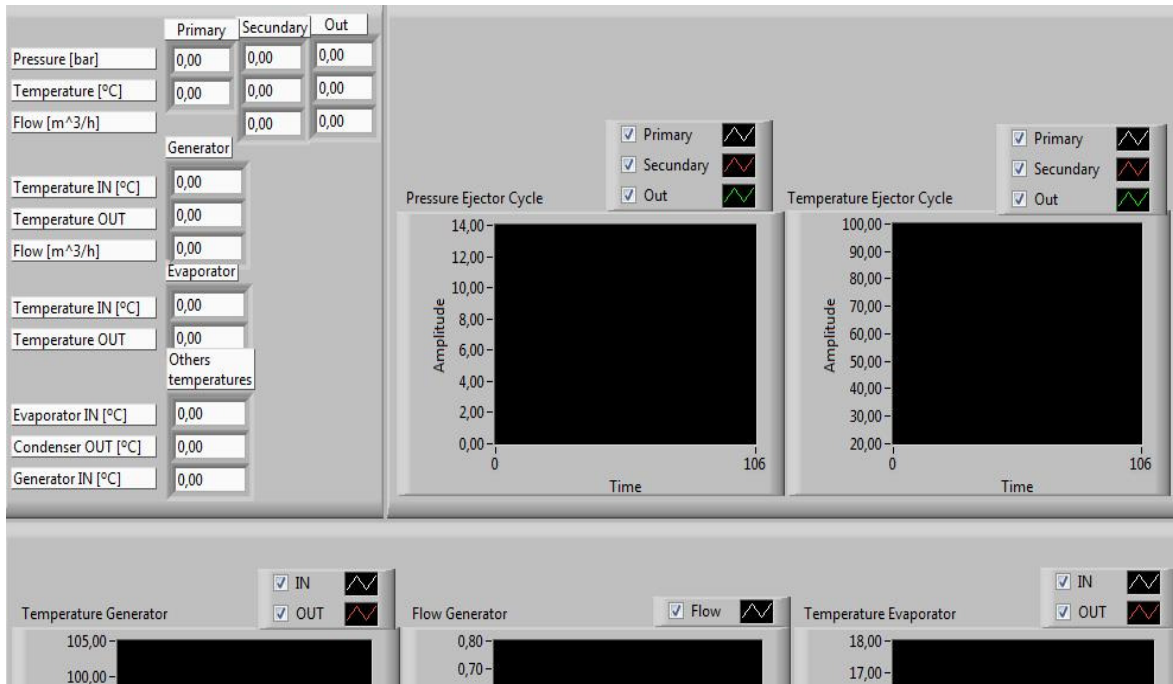 Primary Secundary Out
Pressure [bar] 0,00 0,00 0,00
Temperature [ºC] 0,00 0,00 0,00
Flow [m^3/h] 0,00 0,00
Generator
Temperature IN [ºC] 0,00
Temperature OUT 0,00
Flow [m^3/h] 0,00
Evaporator
Temperature IN [ºC] 0,00
Temperature OUT 0,00
Others
temperatures
Evaporator IN [ºC] 0,00
Condenser OUT [ºC] 0,00
Generator IN [ºC] 0,00
Primary
Secundary
Pressure Ejector Cycle Out
14,00
12,00
10,00
8,00
6,00
4,00
2,00
0,00
Amplitude
0 106
Time
Primary
Secundary
Temperature Ejector Cycle Out
100,00
90,00
80,00
70,00
60,00
50,00
40,00
30,00
20,00
Amplitude
0 106
Time
IN
Temperature Generator OUT
105,00
100,00
Flow Generator Flow
0,80
0,70
IN
Temperature Evaporator OUT
18,00
17,00